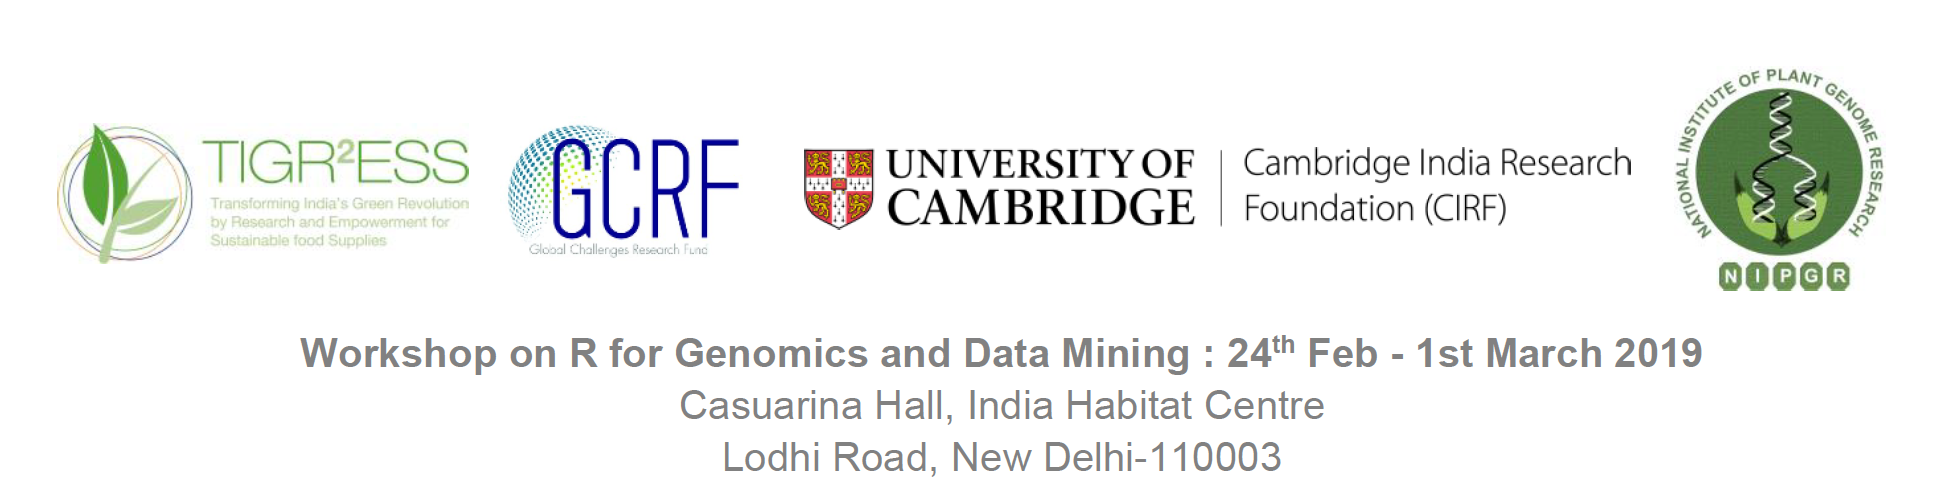 TIGR²ESS
Transforming India's Green Revolution
by Research and Empowerment for
Sustainable food Supplies
GCRF
Global Challenges Research Fund
UNIVERSITY OF
CAMBRIDGE
Cambridge India Research
Foundation (CIRF)
NATIONAL INSTITUTE OF PLANT GENOME RESEARCH
NIPGR
Workshop on R for Genomics and Data Mining : 24th Feb - 1st March 2019
Casuarina Hall, India Habitat Centre
Lodhi Road, New Delhi-110003